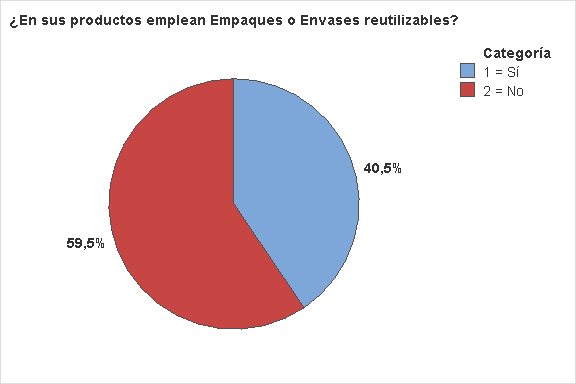 ¿En sus productos emplean Empaques o Envases reutilizables?
Categoría
1 = Sí
2 = No
40,5%
59,5%